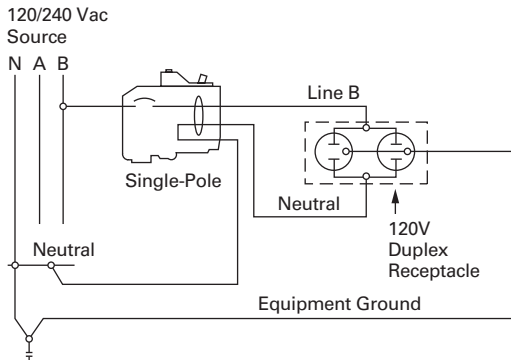 120/240 Vac
Source
N A B
Line B
Single-Pole
Neutral
120V
Duplex
Receptacle
Neutral
Equipment Ground